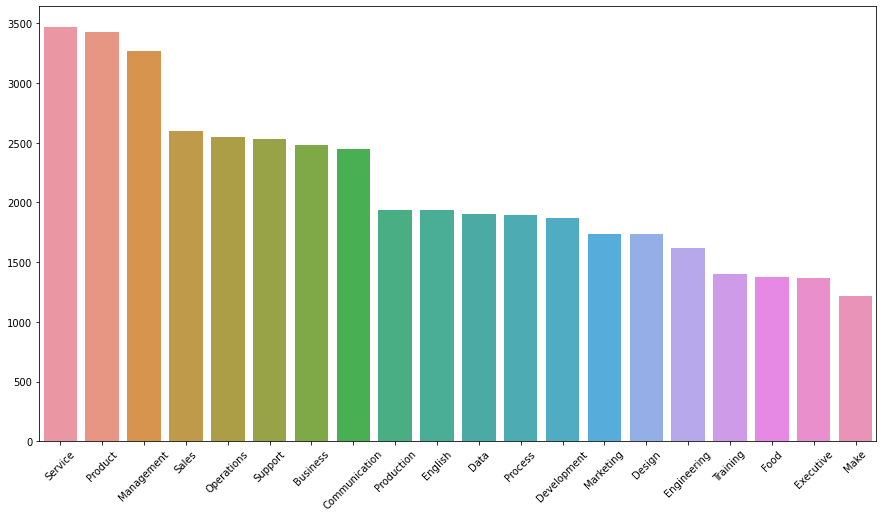 3500
3000
2500
2000
1500
1000
500
0
Service
Product
Management
Sales
Operations
Support
Business
Communication
Production
English
Data
Process
Development
Marketing
Design
Engineering
Training
Food
Executive
Make